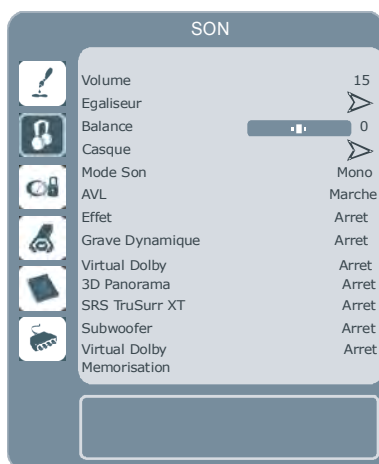 SON
Volume 15
Egaliseur
Balance 0
Casque
Mode Son Mono
AVL Marche
Effet Arret
Grave Dynamique Arret
Virtual Dolby Arret
3D Panorama Arret
SRS TruSurr XT Arret
Subwoofer Arret
Virtual Dolby Arret
Memorisation